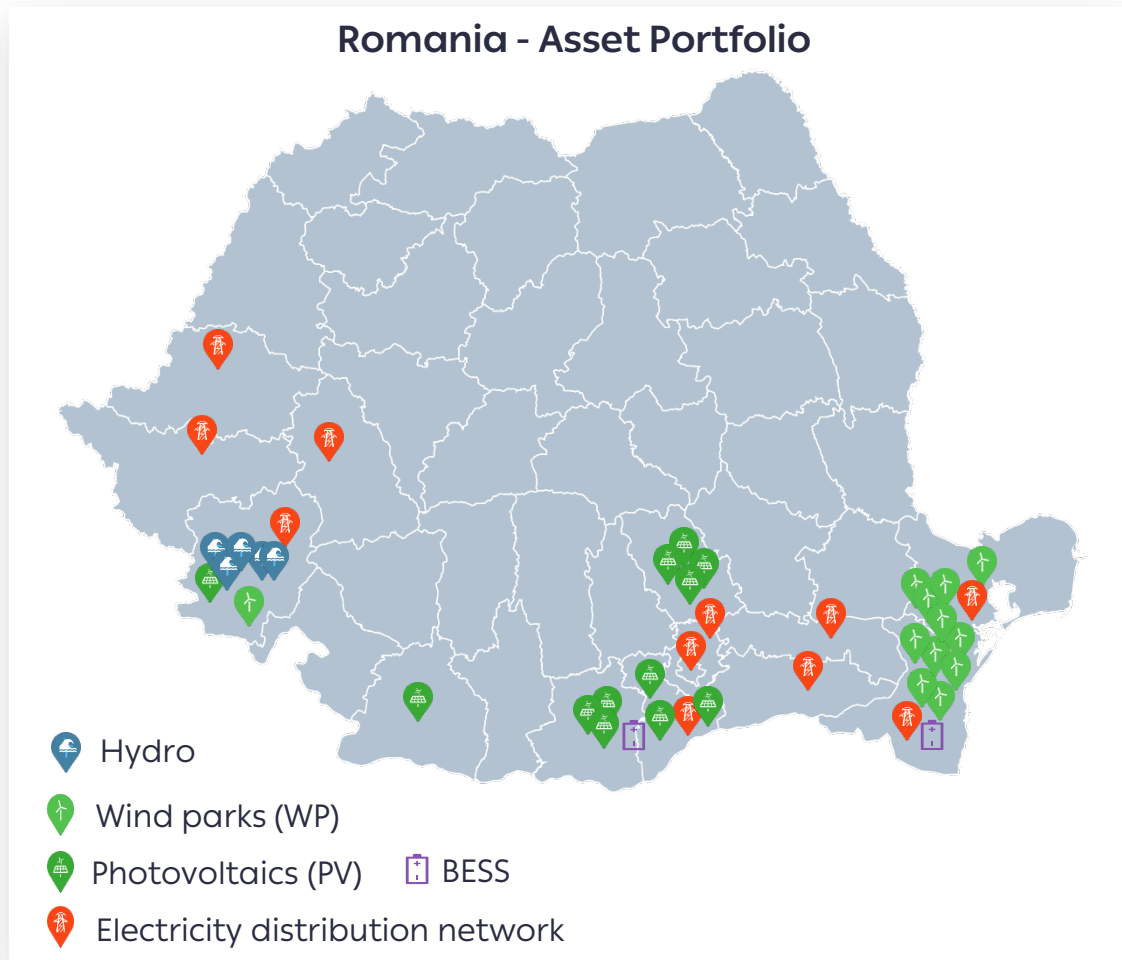 Romania - Asset Portfolio
Hydro
Wind parks (WP)
Photovoltaics (PV)
BESS
Electricity distribution network